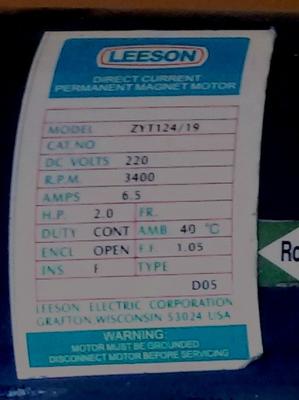 LEESON
DIRECT CURRENT
PERMANENT MAGNET MOTOR
MODEL ZYT124/19
CAT.NO
DC VOLTS 220
R.P.M. 3400
AMPS 6.5
H.P. 2.0 FR.
DUTY CONT AMB 40 °C
ENCL OPEN F.F. 1.05
INS F TYPE
D05
LEESON ELECTRIC CORPORATION
GRAFTON,WISCONSIN 53024 USA
WARNING:
MOTOR MUST BE GROUNDED
DISCONNECT MOTOR BEFORE SERVICING
Ro